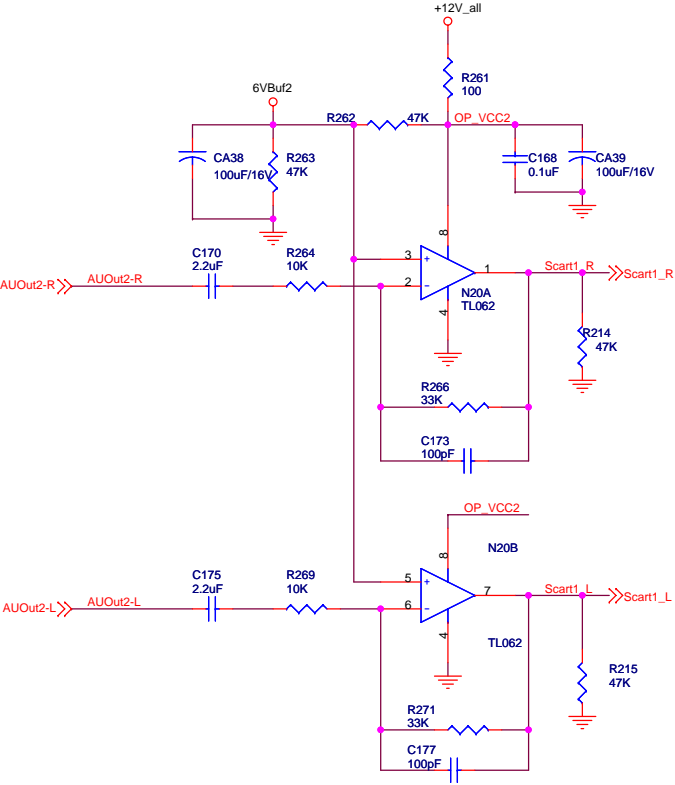 +12V_all
R261
100
6VBuf2
R262
47K
OP_VCC2
CA38
100uF/16V
R263
47K
C168
0.1uF
CA39
100uF/16V
8
C170
2.2uF
R264
10K
3
+
1
Scart1_R
Scart1_R
AUOut2-R
AUOut2-R
2
-
N20A
TL062
4
R214
47K
R266
33K
C173
100pF
OP_VCC2
8
N20B
C175
2.2uF
R269
10K
5
+
7
Scart1_L
Scart1_L
AUOut2-L
AUOut2-L
6
-
4
TL062
R215
47K
R271
33K
C177
100pF